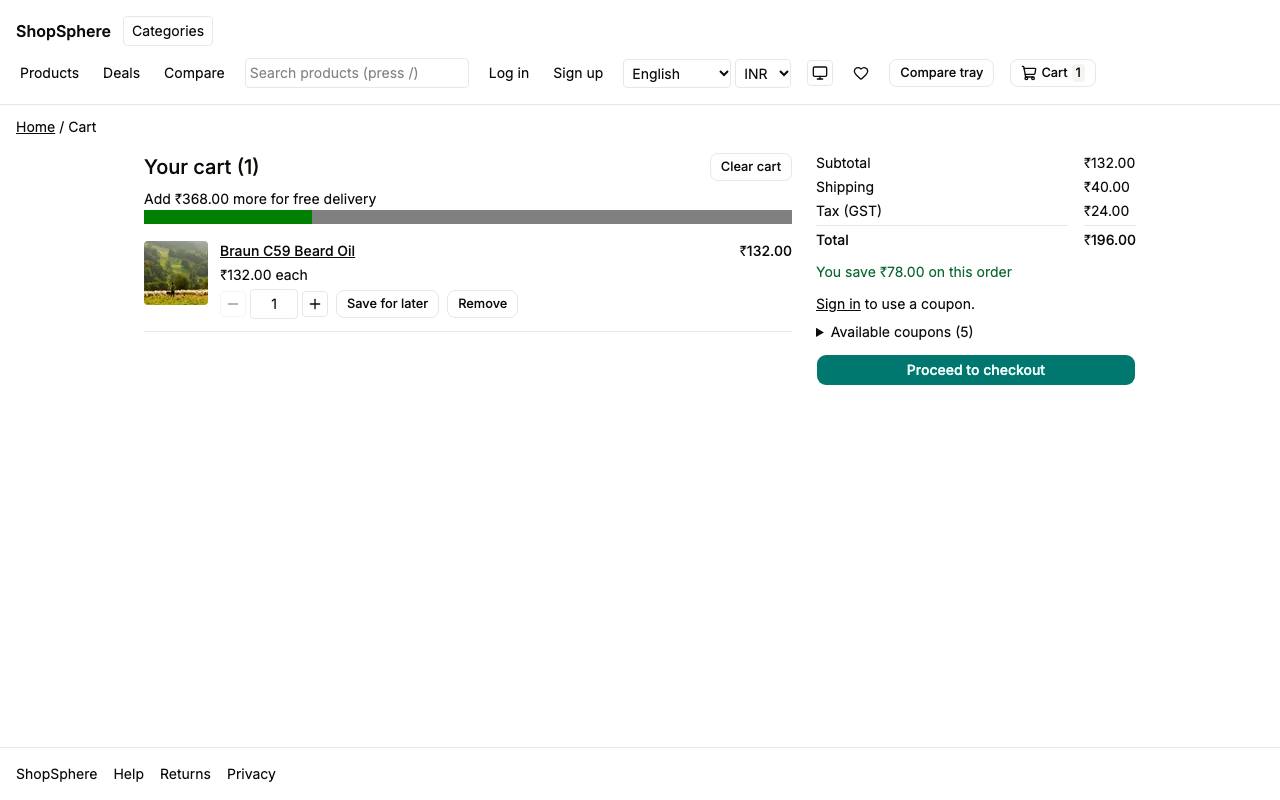 ShopSphere Categories
Products Deals Compare Search products (press /) Log in Sign up English INR Compare tray Cart 1
Home / Cart
Your cart (1) Clear cart
Add ₹368.00 more for free delivery
Braun C59 Beard Oil ₹132.00
₹132.00 each
− 1 + Save for later Remove
Subtotal ₹132.00
Shipping ₹40.00
Tax (GST) ₹24.00
Total ₹196.00
You save ₹78.00 on this order
Sign in to use a coupon.
Available coupons (5)
Proceed to checkout
ShopSphere Help Returns Privacy